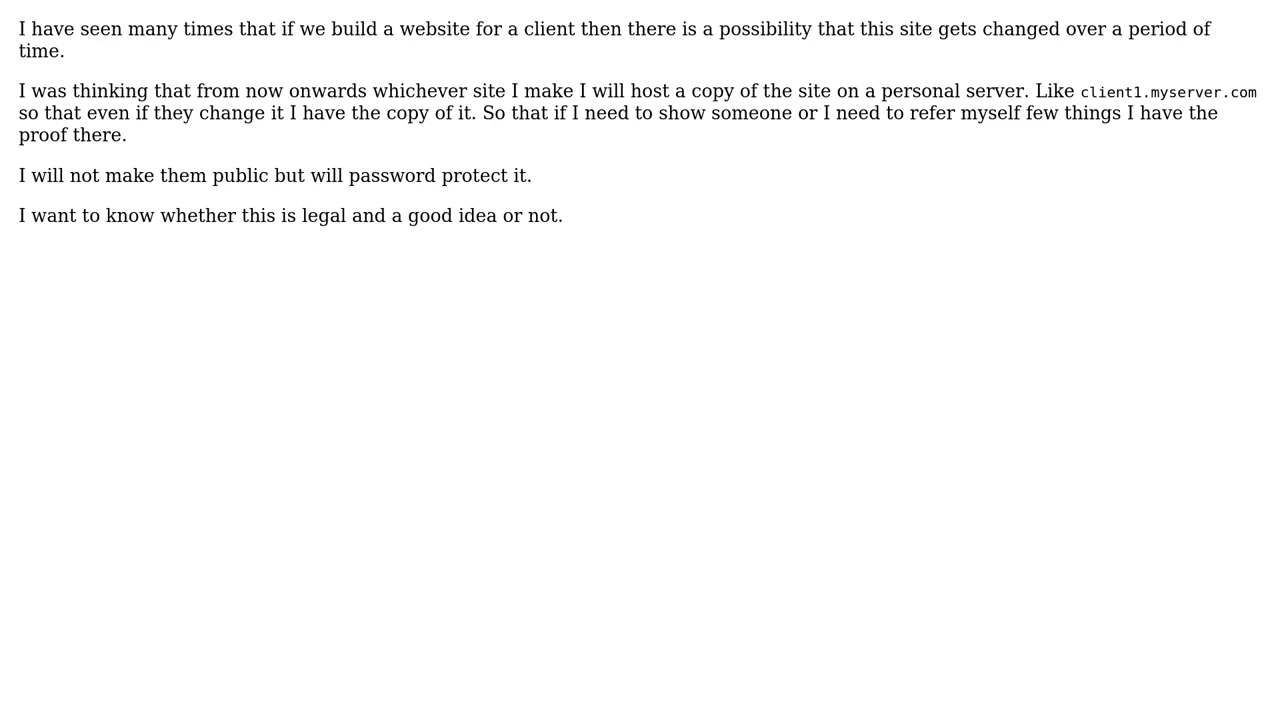 I have seen many times that if we build a website for a client then there is a possibility that this site gets changed over a period of
time.
I was thinking that from now onwards whichever site I make I will host a copy of the site on a personal server. Like client1.myserver.com
so that even if they change it I have the copy of it. So that if I need to show someone or I need to refer myself few things I have the
proof there.
I will not make them public but will password protect it.
I want to know whether this is legal and a good idea or not.